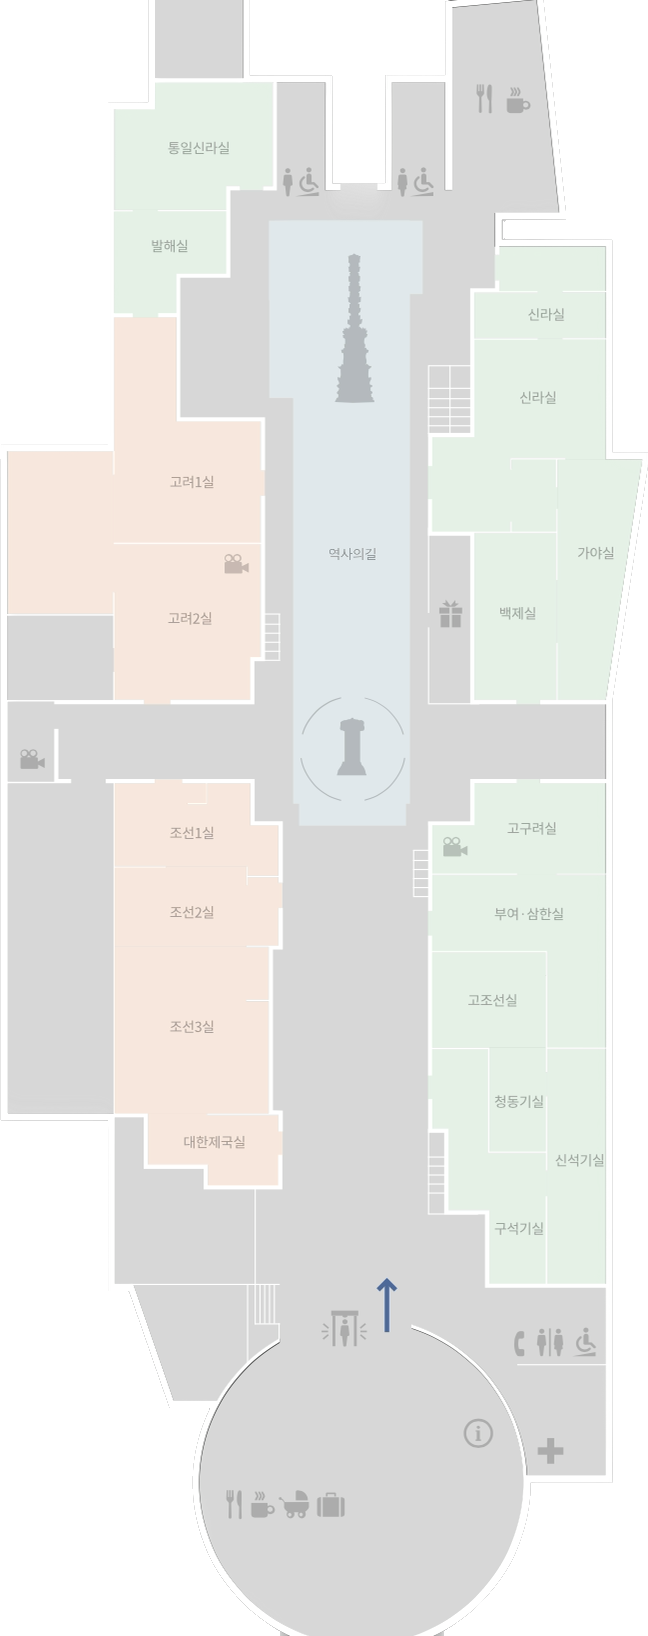 통일신라실
발해실
신라실
신라실
고려1실
역사의길
가야실
백제실
고려2실
고구려실
조선1실
조선2실
부여·삼한실
고조선실
조선3실
청동기실
대한제국실
신석기실
구석기실
i